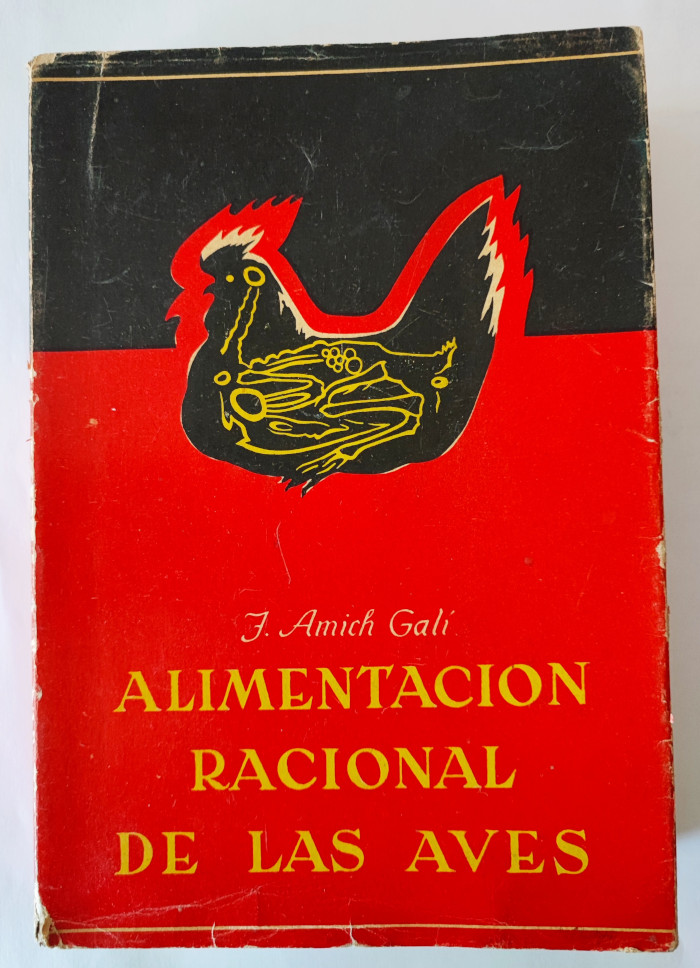 J. Amich Galí
ALIMENTACION
RACIONAL
DE LAS AVES